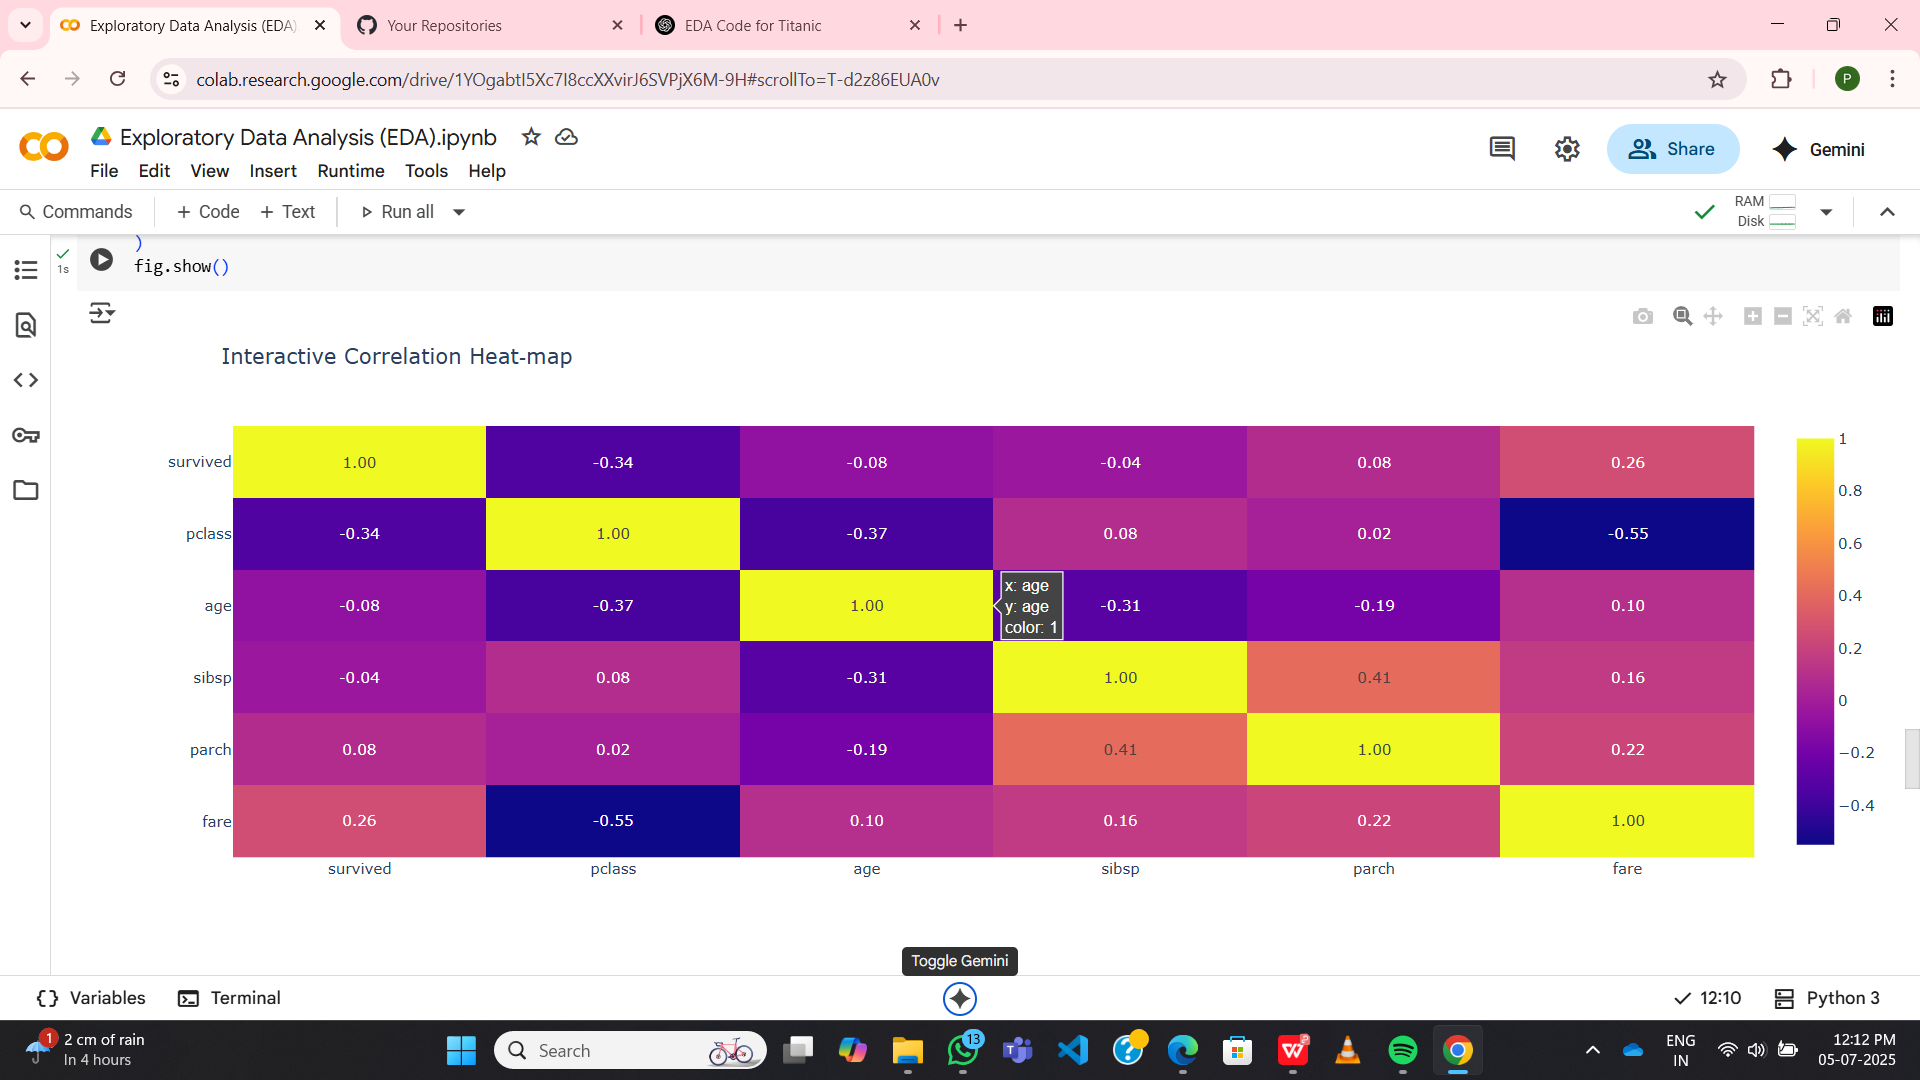 Exploratory Data Analysis (EDA)
Your Repositories
EDA Code for Titanic
colab.research.google.com/drive/1YOgabtI5Xc7I8ccXXvirJ6SVPjX6M-9H#scrollTo=T-d2z86EUA0v
P
Exploratory Data Analysis (EDA).ipynb
File Edit View Insert Runtime Tools Help
Share
Gemini
Commands + Code + Text Run all
RAM
Disk
)
1s
fig.show()
Interactive Correlation Heat-map
survived 1.00 -0.34 -0.08 -0.04 0.08 0.26
pclass -0.34 1.00 -0.37 0.08 0.02 -0.55
age -0.08 -0.37 1.00 -0.31 -0.19 0.10
x: age
y: age
color: 1
sibsp -0.04 0.08 -0.31 1.00 0.41 0.16
parch 0.08 0.02 -0.19 0.41 1.00 0.22
fare 0.26 -0.55 0.10 0.16 0.22 1.00
survived pclass age sibsp parch fare
1
0.8
0.6
0.4
0.2
0
−0.2
−0.4
Toggle Gemini
Variables
Terminal
12:10
Python 3
1
2 cm of rain
In 4 hours
Search
13
ENG
IN
12:12 PM
05-07-2025